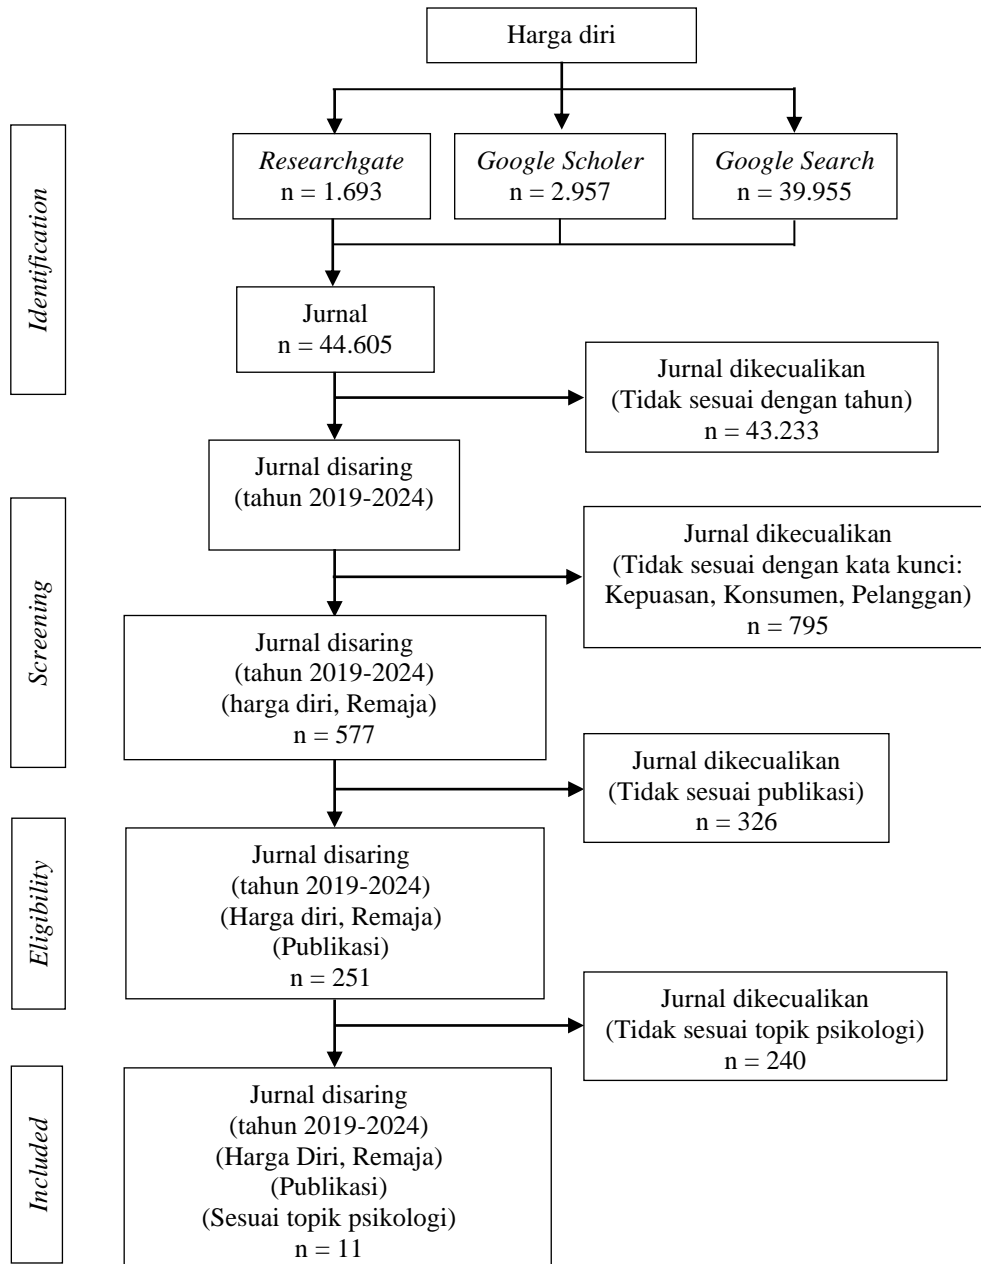 Harga diri
Identification
Researchgate
n = 1.693
Google Scholer
n = 2.957
Google Search
n = 39.955
Jurnal
n = 44.605
Jurnal dikecualikan
(Tidak sesuai dengan tahun)
n = 43.233
Jurnal disaring
(tahun 2019-2024)
Screening
Jurnal dikecualikan
(Tidak sesuai dengan kata kunci:
Kepuasan, Konsumen, Pelanggan)
n = 795
Jurnal disaring
(tahun 2019-2024)
(harga diri, Remaja)
n = 577
Jurnal dikecualikan
(Tidak sesuai publikasi)
n = 326
Eligibility
Jurnal disaring
(tahun 2019-2024)
(Harga diri, Remaja)
(Publikasi)
n = 251
Jurnal dikecualikan
(Tidak sesuai topik psikologi)
n = 240
Included
Jurnal disaring
(tahun 2019-2024)
(Harga Diri, Remaja)
(Publikasi)
(Sesuai topik psikologi)
n = 11